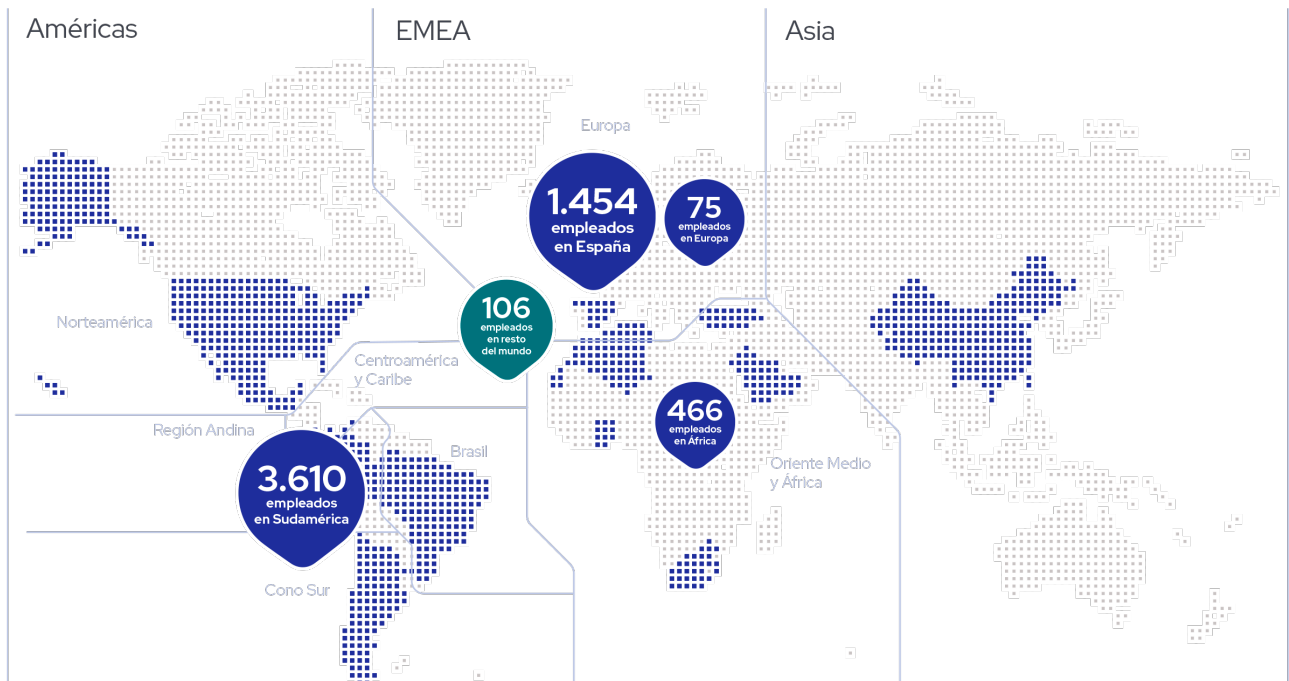 Américas
EMEA
Asia
Europa
1.454
empleados
en España
75
empleados
en Europa
106
empleados
en resto
del mundo
Norteamérica
Centroamérica
y Caribe
466
empleados
en África
Región Andina
Brasil
Oriente Medio
y África
3.610
empleados
en Sudamérica
Cono Sur